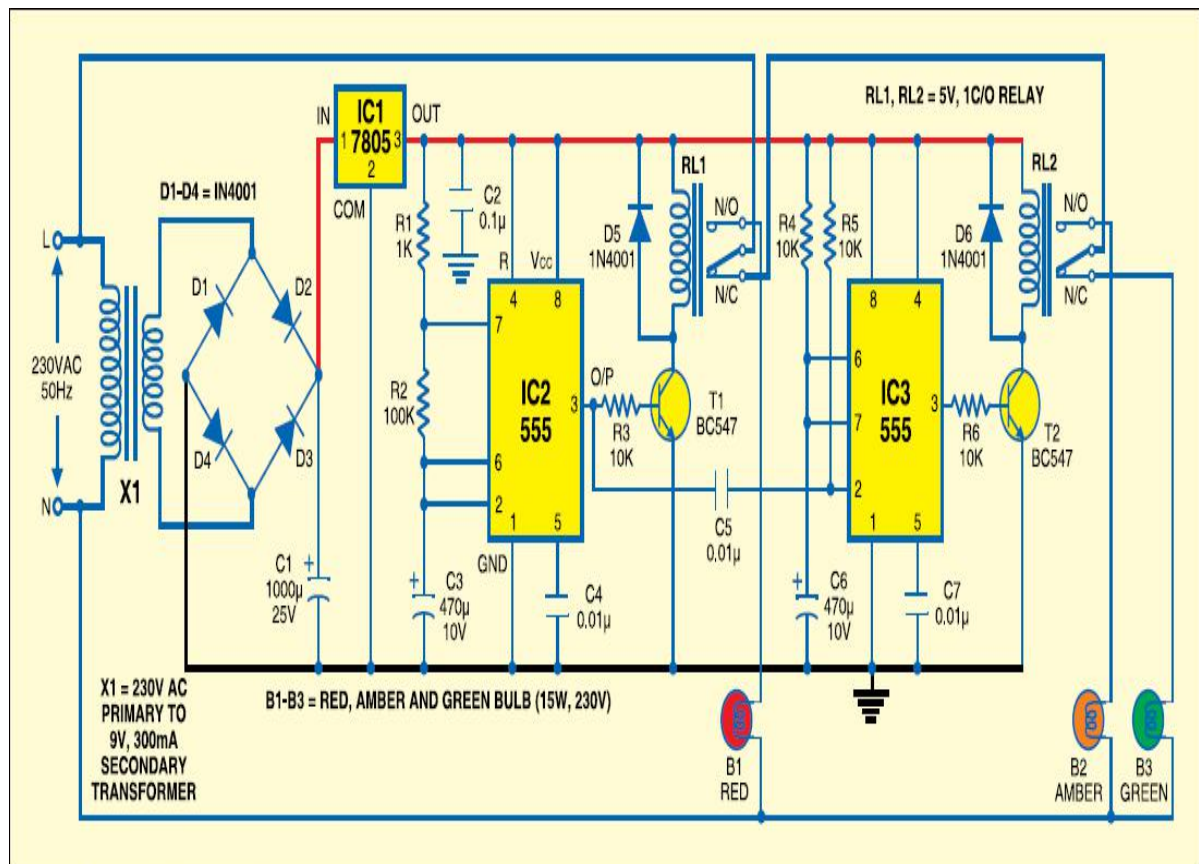 IC1
7805
IN
OUT
1
3
2
COM
D1-D4 = IN4001
RL1, RL2 = 5V, 1C/O RELAY
L
N
230VAC
50Hz
X1
D1
D2
D4
D3
R1
1K
C2
0.1µ
R
Vcc
4
8
7
R2
100K
IC2
555
6
2
3
1
5
GND
O/P
R3
10K
T1
BC547
D5
1N4001
RL1
N/O
N/C
R4
10K
R5
10K
8
4
6
7
IC3
555
3
2
1
5
R6
10K
T2
BC547
D6
1N4001
RL2
N/O
N/C
C5
0.01µ
C1
1000µ
25V
C3
470µ
10V
C4
0.01µ
C6
470µ
10V
C7
0.01µ
+
+
+
X1 = 230V AC
PRIMARY TO
9V, 300mA
SECONDARY
TRANSFORMER
B1-B3 = RED, AMBER AND GREEN BULB (15W, 230V)
B1
RED
B2
AMBER
B3
GREEN